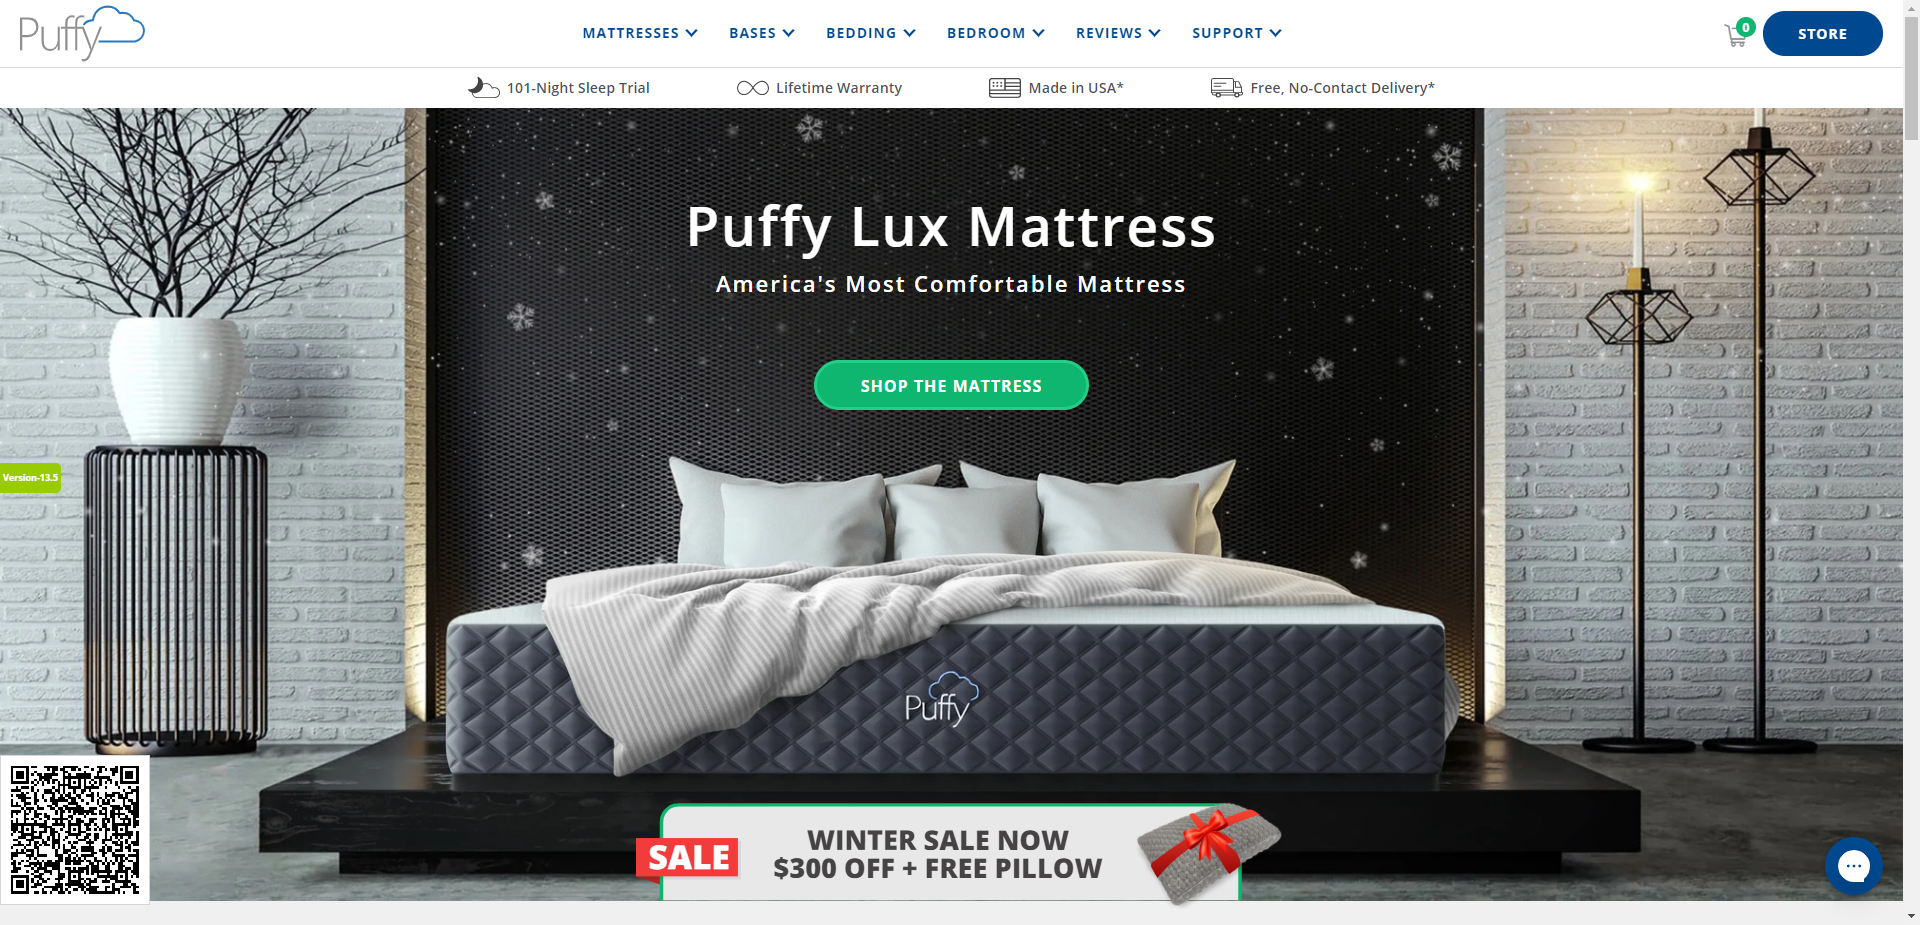 Puffy
MATTRESSES
BASES
BEDDING
BEDROOM
REVIEWS
SUPPORT
0
STORE
101-Night Sleep Trial
Lifetime Warranty
Made in USA*
Free, No-Contact Delivery*
Puffy Lux Mattress
America's Most Comfortable Mattress
SHOP THE MATTRESS
Version-13.5
Puffy
SALE
WINTER SALE NOW
$300 OFF + FREE PILLOW